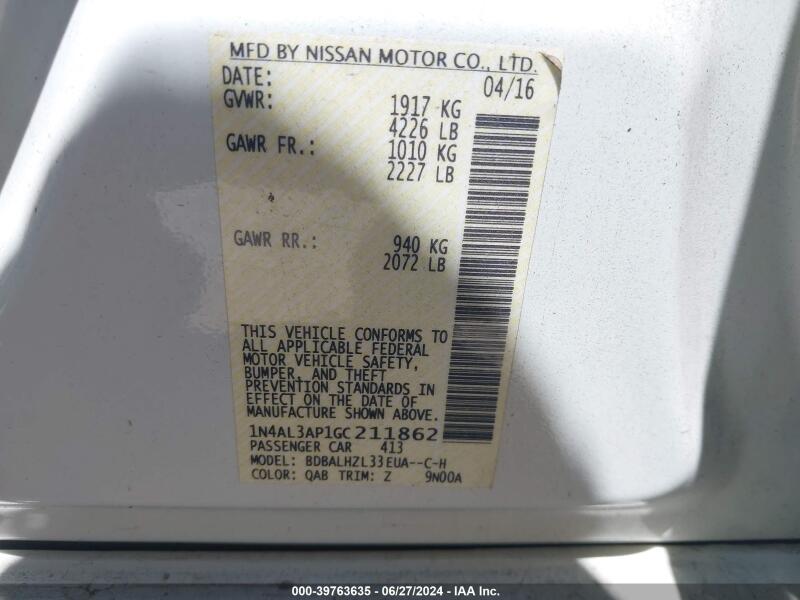 MFD BY NISSAN MOTOR CO., LTD.
DATE: 04/16
GVWR: 1917 KG
4226 LB
GAWR FR.: 1010 KG
2227 LB
GAWR RR.: 940 KG
2072 LB
THIS VEHICLE CONFORMS TO
ALL APPLICABLE FEDERAL
MOTOR VEHICLE SAFETY,
BUMPER, AND THEFT
PREVENTION STANDARDS IN
EFFECT ON THE DATE OF
MANUFACTURE SHOWN ABOVE.
1N4AL3AP1GC211862
PASSENGER CAR 413
MODEL: BDBALHZL33EUA--C-H
COLOR: QAB TRIM: Z 9N00A
000-39763635 - 06/27/2024 - IAA Inc.